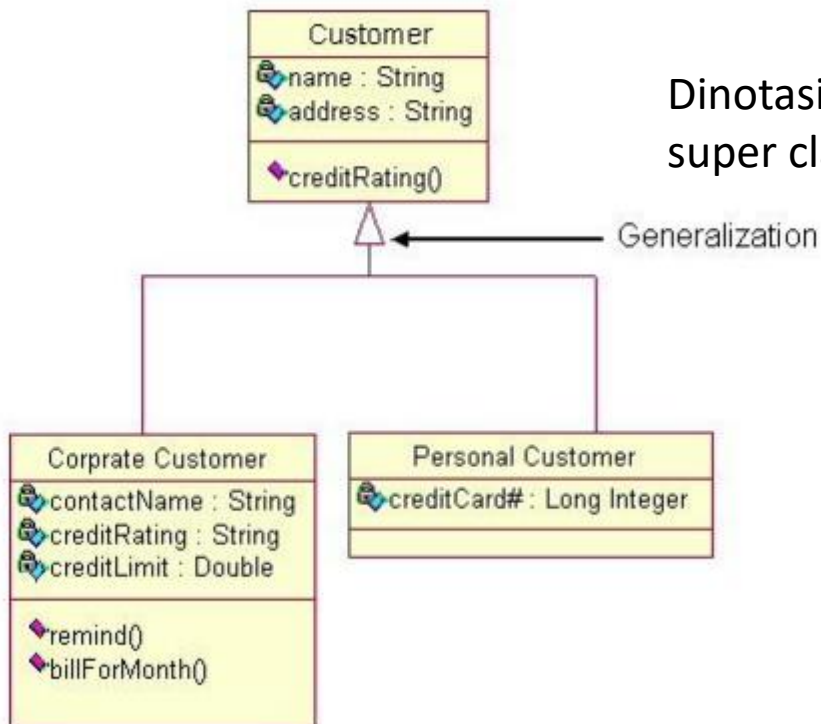 Customer
name : String
address : String
creditRating()
Dinotasi
super cl
Generalization
Corprate Customer
contactName : String
creditRating : String
creditLimit : Double
remind()
billForMonth()
Personal Customer
creditCard# : Long Integer